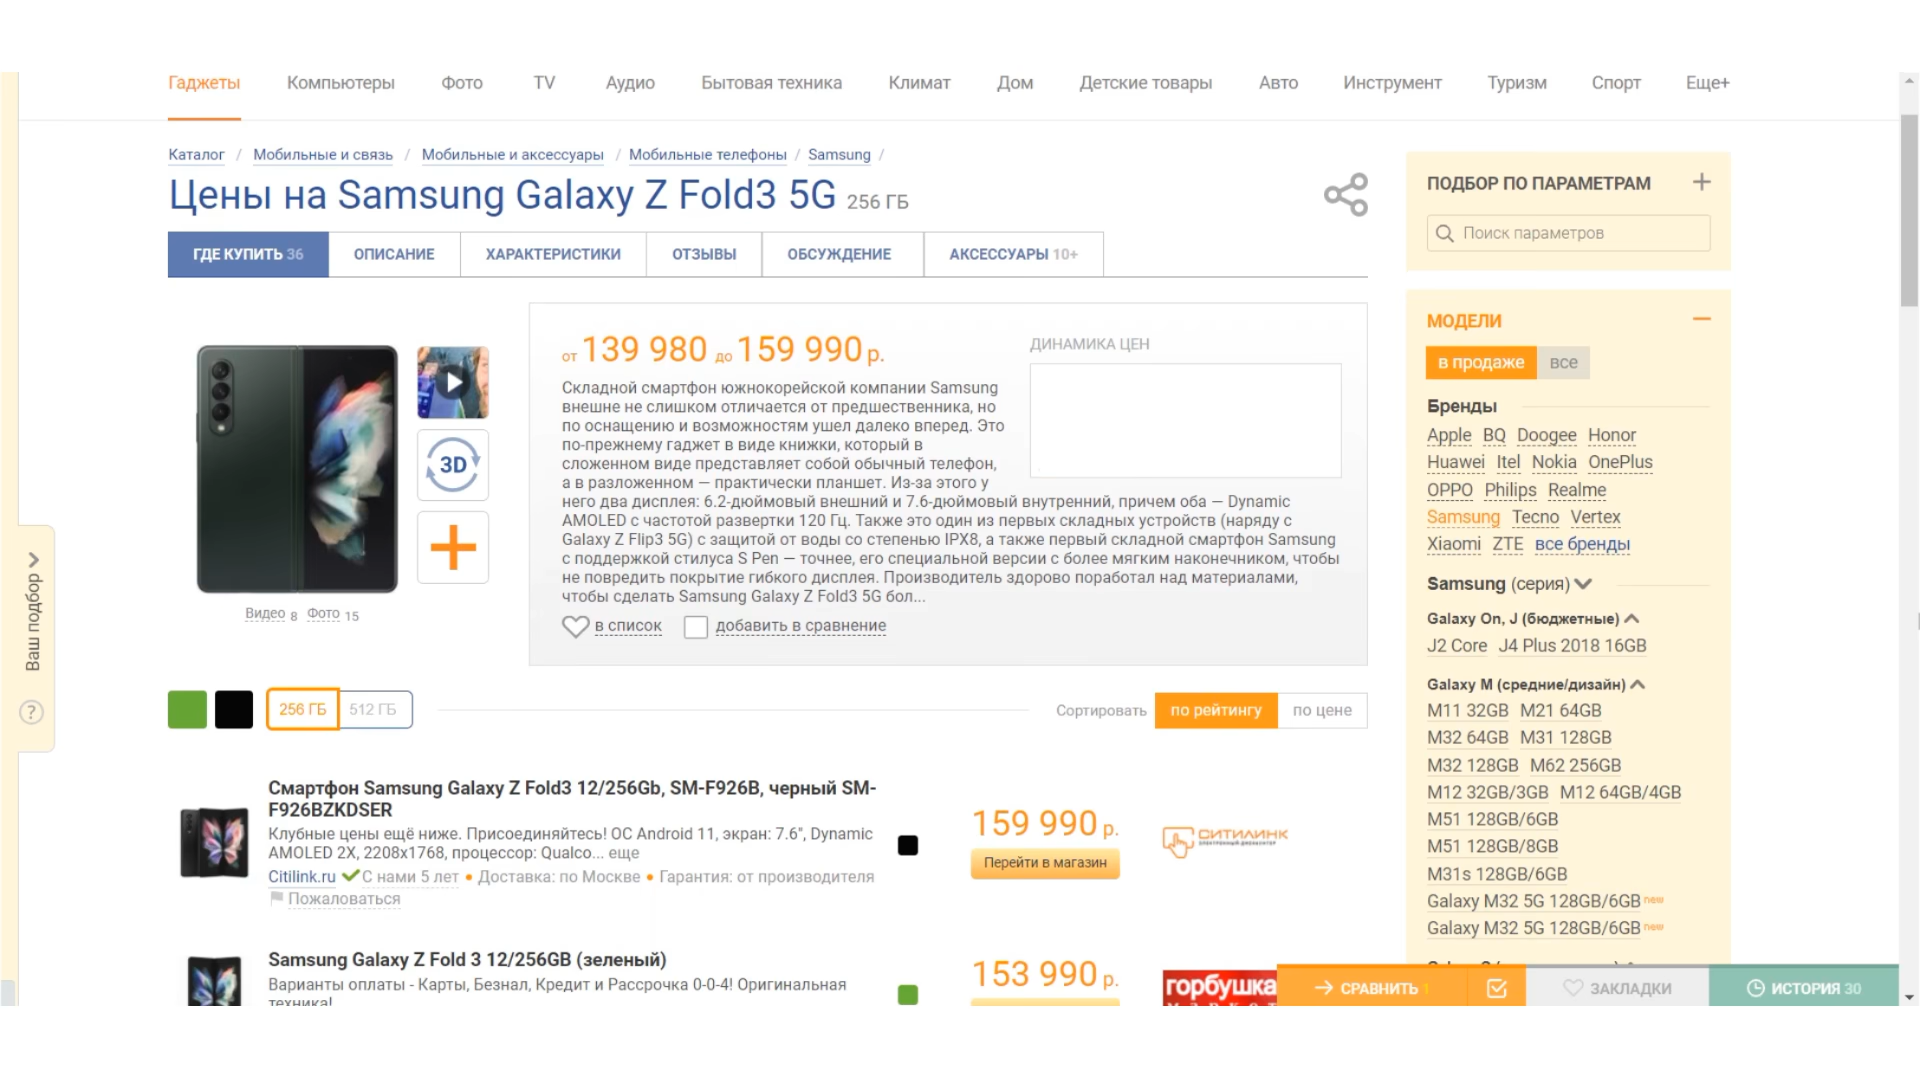 Гаджеты Компьютеры Фото TV Аудио Бытовая техника Климат Дом Детские товары Авто Инструмент Туризм Спорт Еще+
Каталог / Мобильные и связь / Мобильные и аксессуары / Мобильные телефоны / Samsung /
Цены на Samsung Galaxy Z Fold3 5G 256 ГБ
ГДЕ КУПИТЬ 36 ОПИСАНИЕ ХАРАКТЕРИСТИКИ ОТЗЫВЫ ОБСУЖДЕНИЕ АКСЕССУАРЫ 10+
3D
Видео 8 Фото 15
от 139 980 до 159 990 р.
ДИНАМИКА ЦЕН
Складной смартфон южнокорейской компании Samsung
внешне не слишком отличается от предшественника, но
по оснащению и возможностям ушел далеко вперед. Это
по-прежнему гаджет в виде книжки, который в
сложенном виде представляет собой обычный телефон,
а в разложенном — практически планшет. Из-за этого у
него два дисплея: 6.2-дюймовый внешний и 7.6-дюймовый внутренний, причем оба — Dynamic
AMOLED с частотой развертки 120 Гц. Также это один из первых складных устройств (наряду с
Galaxy Z Flip3 5G) с защитой от воды со степенью IPX8, а также первый складной смартфон Samsung
с поддержкой стилуса S Pen — точнее, его специальной версии с более мягким наконечником, чтобы
не повредить покрытие гибкого дисплея. Производитель здорово поработал над материалами,
чтобы сделать Samsung Galaxy Z Fold3 5G бол...
в список добавить в сравнение
256 ГБ 512 ГБ
Сортировать по рейтингу по цене
Смартфон Samsung Galaxy Z Fold3 12/256Gb, SM-F926B, черный SM-
F926BZKDSER
Клубные цены ещё ниже. Присоединяйтесь! ОС Android 11, экран: 7.6", Dynamic
AMOLED 2X, 2208x1768, процессор: Qualco... еще
Citilink.ru С нами 5 лет • Доставка: по Москве • Гарантия: от производителя
Пожаловаться
159 990 р.
Перейти в магазин
СИТИЛИНК
Samsung Galaxy Z Fold 3 12/256GB (зеленый)
Варианты оплаты - Карты, Безнал, Кредит и Рассрочка 0-0-4! Оригинальная
техника!
153 990 р.
горбушка
ПОДБОР ПО ПАРАМЕТРАМ
Поиск параметров
МОДЕЛИ
в продаже все
Бренды
Apple BQ Doogee Honor
Huawei Itel Nokia OnePlus
OPPO Philips Realme
Samsung Tecno Vertex
Xiaomi ZTE все бренды
Samsung (серия)
Galaxy On, J (бюджетные)
J2 Core J4 Plus 2018 16GB
Galaxy M (средние/дизайн)
M11 32GB M21 64GB
M32 64GB M31 128GB
M32 128GB M62 256GB
M12 32GB/3GB M12 64GB/4GB
M51 128GB/6GB
M51 128GB/8GB
M31s 128GB/6GB
Galaxy M32 5G 128GB/6GB new
Galaxy M32 5G 128GB/6GB new
Ваш подбор
?
СРАВНИТЬ 1 ЗАКЛАДКИ ИСТОРИЯ 30